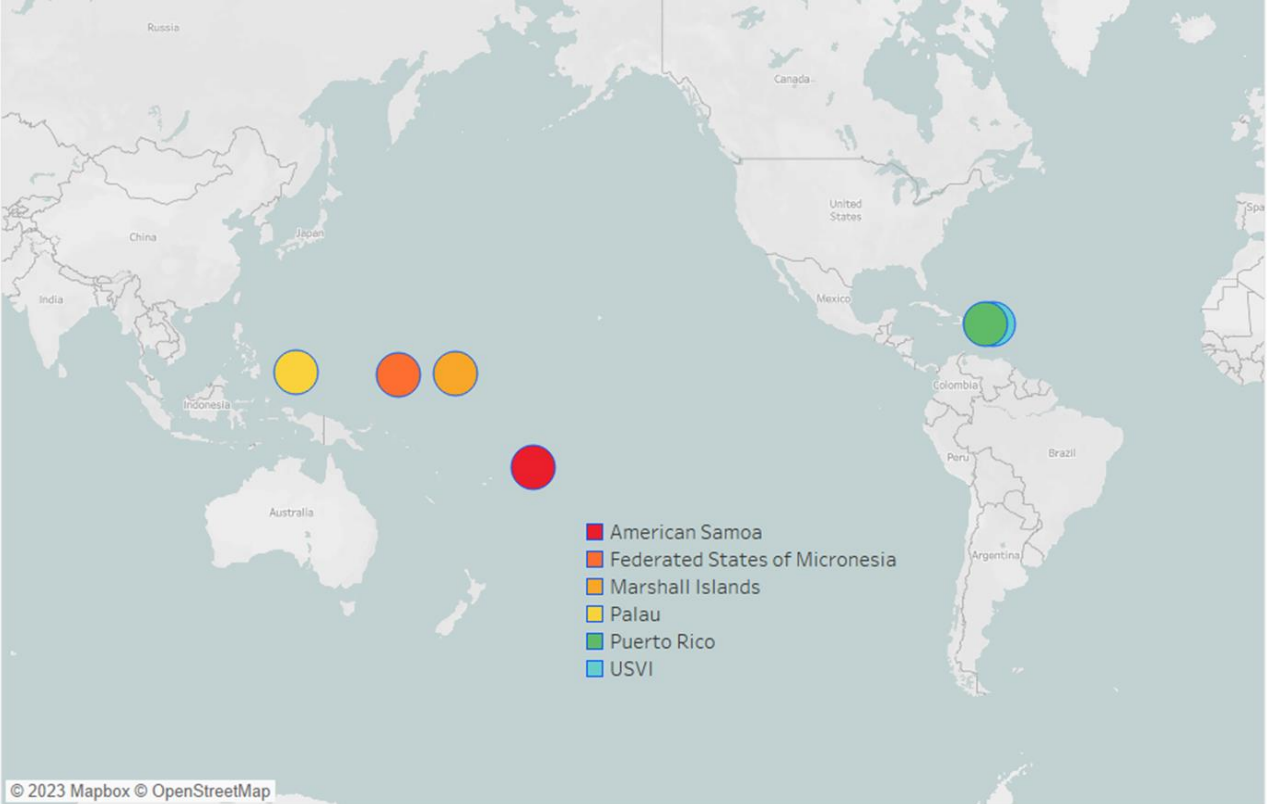 Russia
Canada
United
States
China
Japan
India
Mexico
Spa
Indonesia
Colombia
Peru
Brazil
Australia
Argentina
American Samoa
Federated States of Micronesia
Marshall Islands
Palau
Puerto Rico
USVI
© 2023 Mapbox © OpenStreetMap